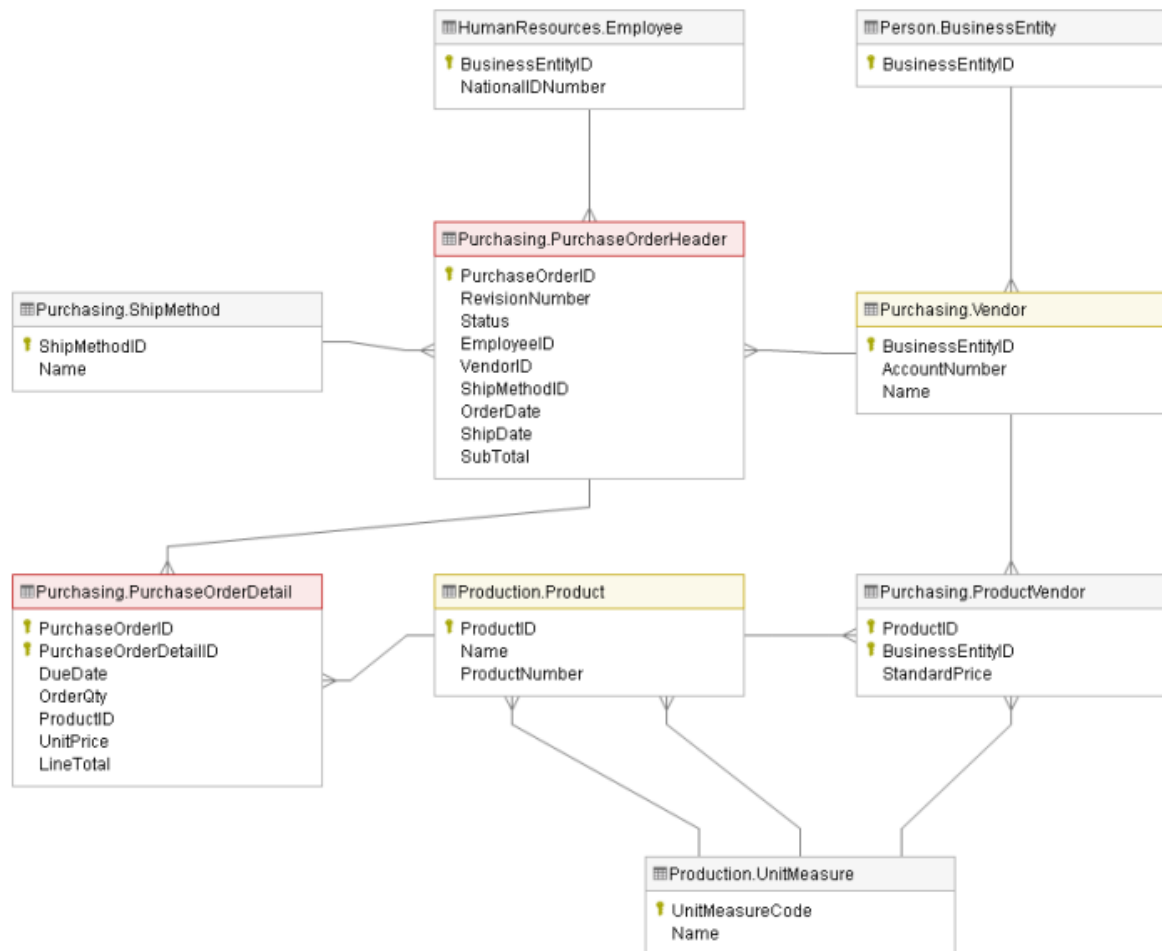 HumanResources.Employee
BusinessEntityID
NationalIDNumber
Person.BusinessEntity
BusinessEntityID
Purchasing.PurchaseOrderHeader
PurchaseOrderID
RevisionNumber
Status
EmployeeID
VendorID
ShipMethodID
OrderDate
ShipDate
SubTotal
Purchasing.ShipMethod
ShipMethodID
Name
Purchasing.Vendor
BusinessEntityID
AccountNumber
Name
Purchasing.PurchaseOrderDetail
PurchaseOrderID
PurchaseOrderDetailID
DueDate
OrderQty
ProductID
UnitPrice
LineTotal
Production.Product
ProductID
Name
ProductNumber
Purchasing.ProductVendor
ProductID
BusinessEntityID
StandardPrice
Production.UnitMeasure
UnitMeasureCode
Name